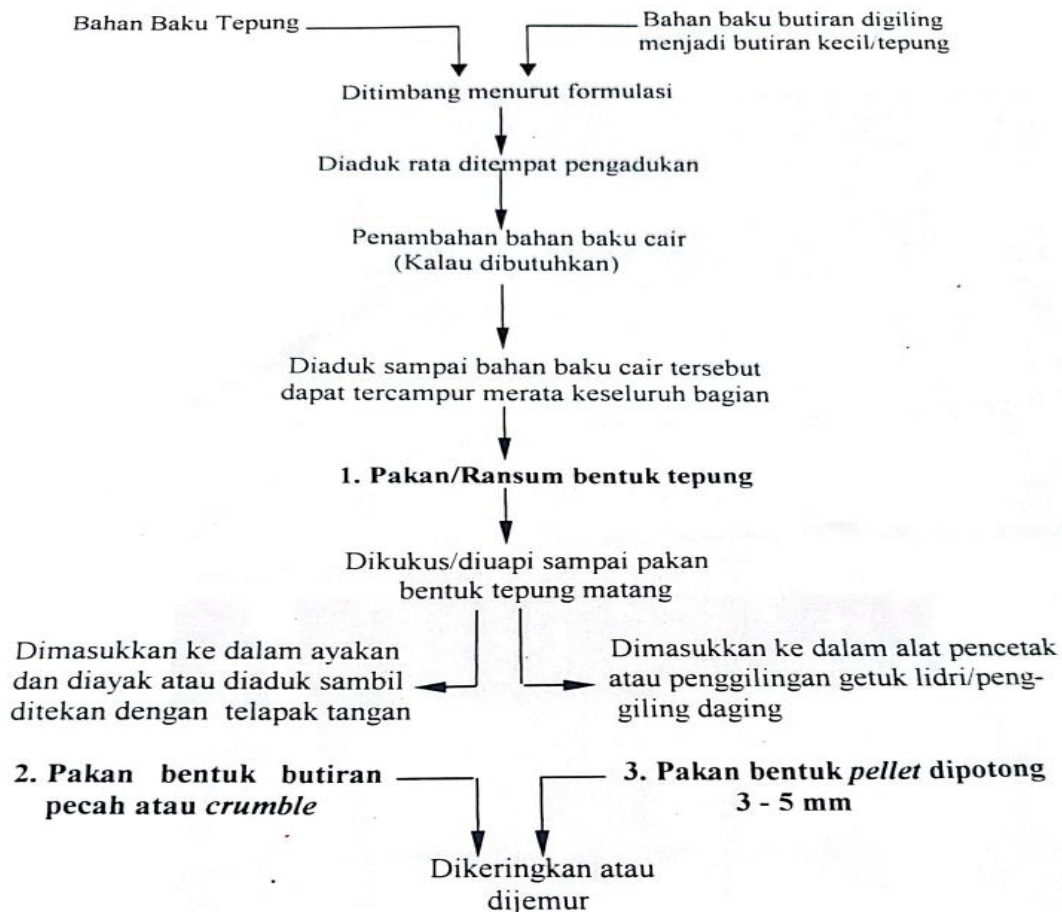 Bahan Baku Tepung
Bahan baku butiran digiling
menjadi butiran kecil/tepung
Ditimbang menurut formulasi
Diaduk rata ditempat pengadukan
Penambahan bahan baku cair
(Kalau dibutuhkan)
Diaduk sampai bahan baku cair tersebut
dapat tercampur merata keseluruh bagian
1. Pakan/Ransum bentuk tepung
Dikukus/diuapi sampai pakan
bentuk tepung matang
Dimasukkan ke dalam ayakan
dan diayak atau diaduk sambil
ditekan dengan telapak tangan
Dimasukkan ke dalam alat pencetak
atau penggilingan getuk lidri/peng-
giling daging
2. Pakan bentuk butiran
pecah atau crumble
3. Pakan bentuk pellet dipotong
3 - 5 mm
Dikeringkan atau
dijemur